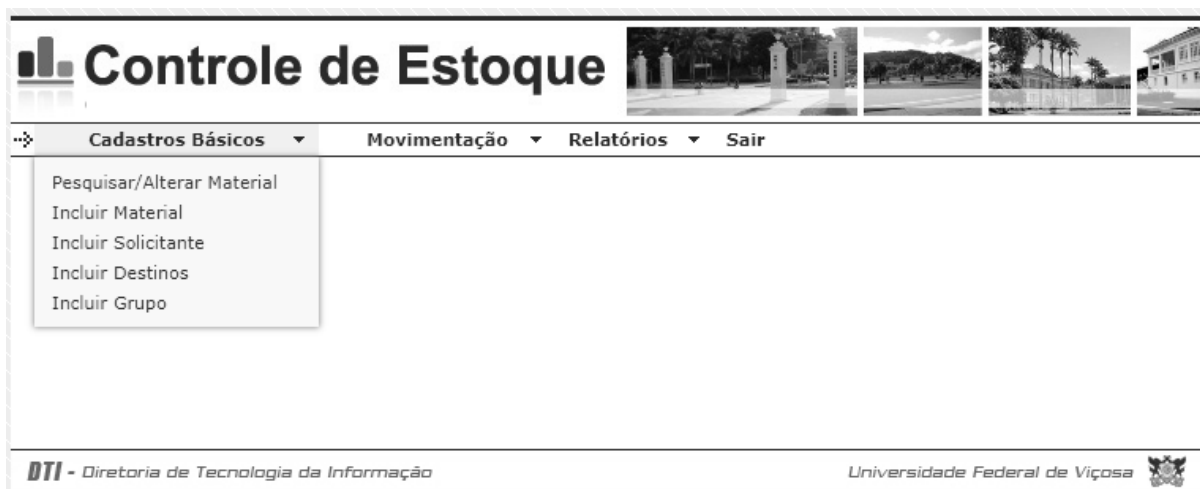 Controle de Estoque
Cadastros Básicos Movimentação Relatórios Sair
Pesquisar/Alterar Material
Incluir Material
Incluir Solicitante
Incluir Destinos
Incluir Grupo
DTI - Diretoria de Tecnologia da Informação Universidade Federal de Viçosa